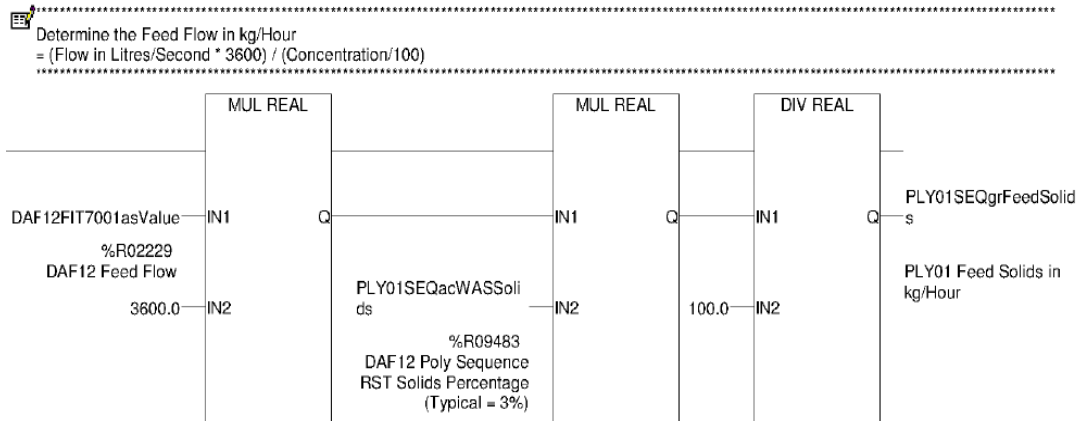 ********************************************************************************
Determine the Feed Flow in kg/Hour
= (Flow in Litres/Second * 3600) / (Concentration/100)
********************************************************************************
MUL REAL
MUL REAL
DIV REAL
DAF12FIT7001asValue
IN1
Q
IN1
Q
IN1
Q
PLY01SEQgrFeedSolid
s
%R02229
DAF12 Feed Flow
PLY01 Feed Solids in
kg/Hour
3600.0
IN2
PLY01SEQacWASSoli
ds
IN2
100.0
IN2
%R09483
DAF12 Poly Sequence
RST Solids Percentage
(Typical = 3%)